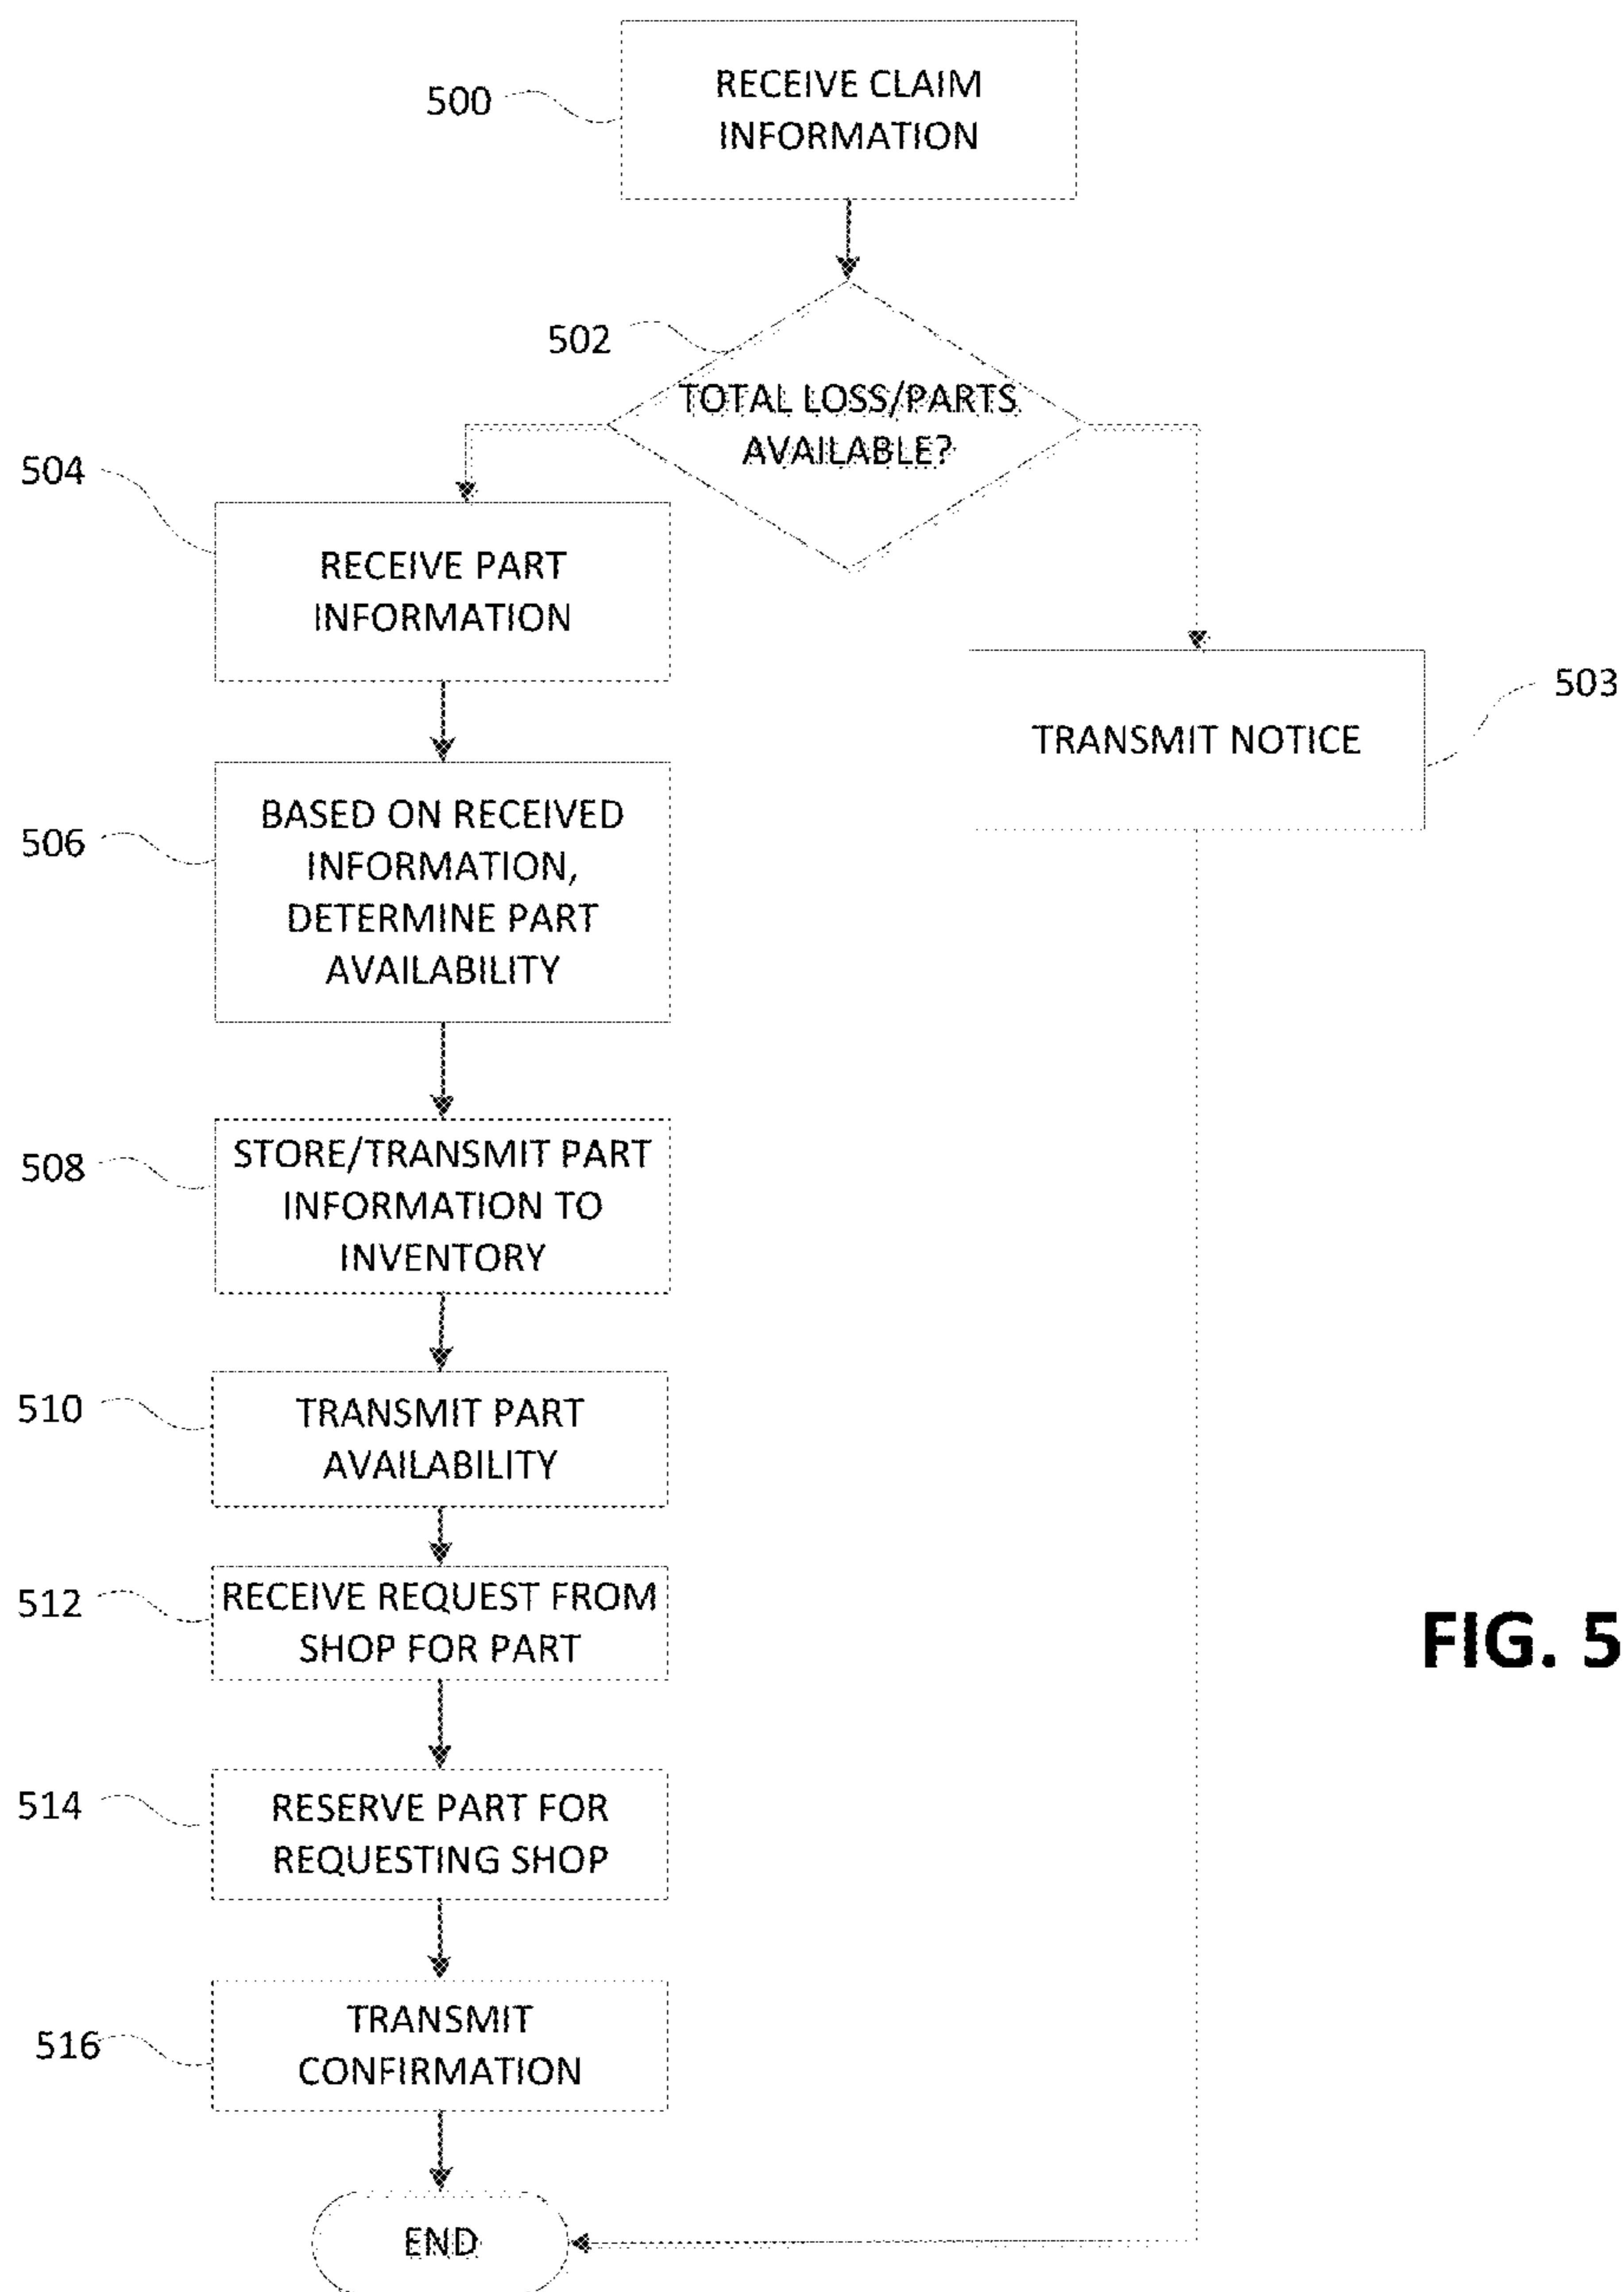 500
RECEIVE CLAIM
INFORMATION
502
TOTAL LOSS/PARTS
AVAILABLE?
504
RECEIVE PART
INFORMATION
503
TRANSMIT NOTICE
506
BASED ON RECEIVED
INFORMATION,
DETERMINE PART
AVAILABILITY
508
STORE/TRANSMIT PART
INFORMATION TO
INVENTORY
510
TRANSMIT PART
AVAILABILITY
512
RECEIVE REQUEST FROM
SHOP FOR PART
FIG. 5
514
RESERVE PART FOR
REQUESTING SHOP
516
TRANSMIT
CONFIRMATION
END